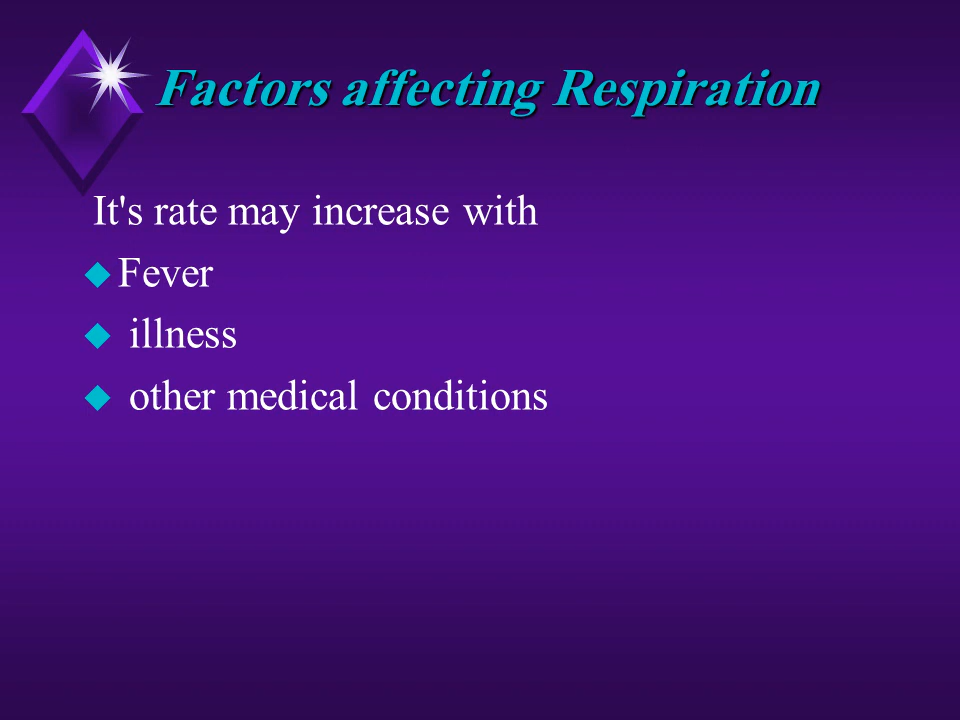 Factors affecting Respiration
It's rate may increase with
Fever
illness
other medical conditions